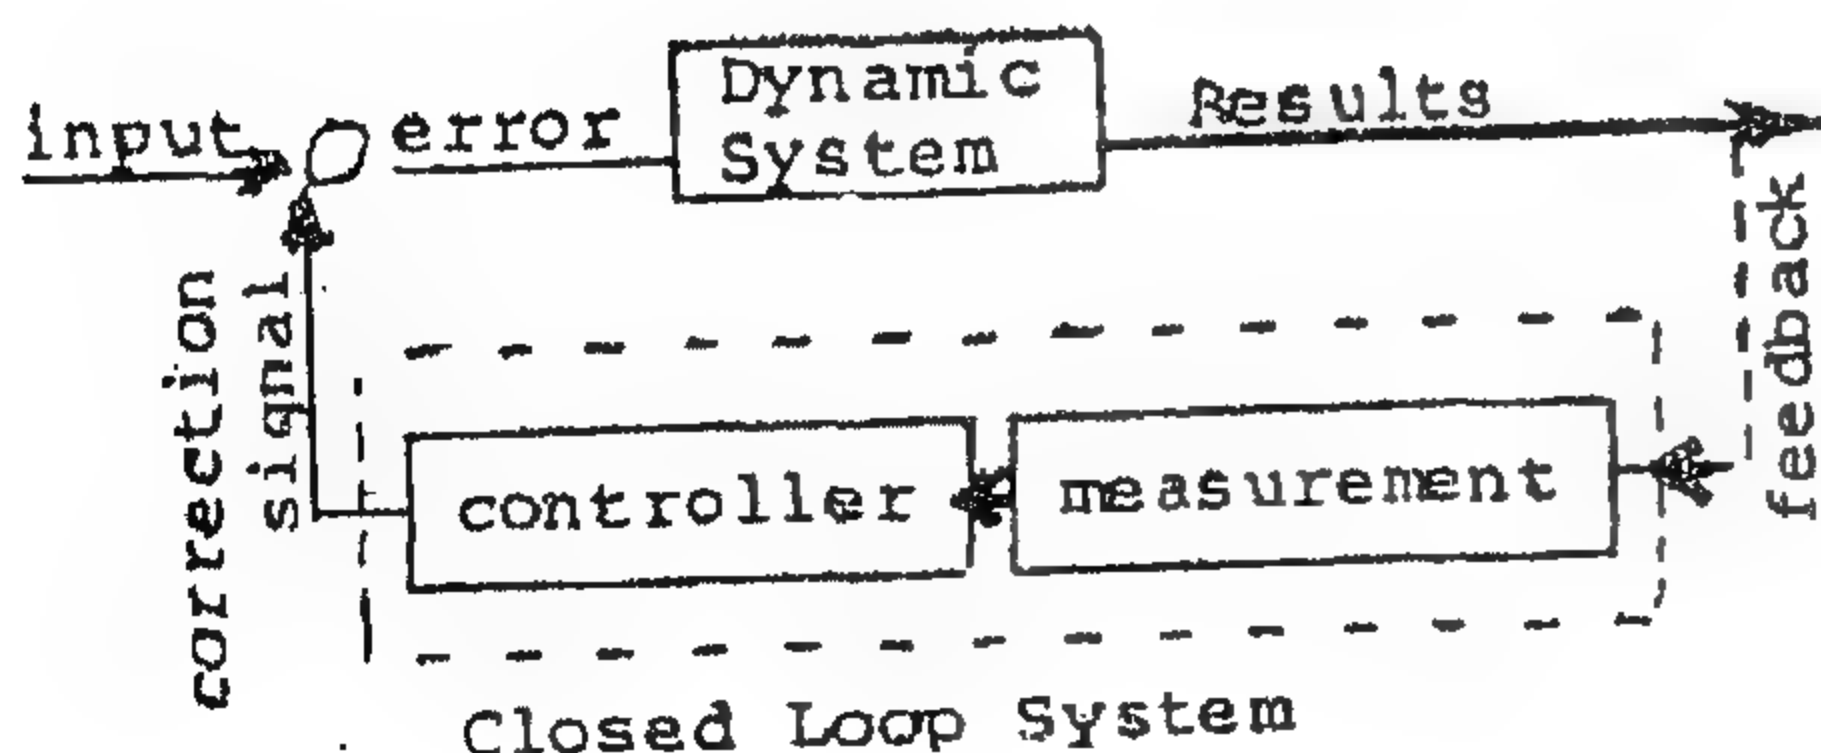 input
error
Dynamic
System
Results
feedback
correction
signal
controller
measurement
Closed Loop System